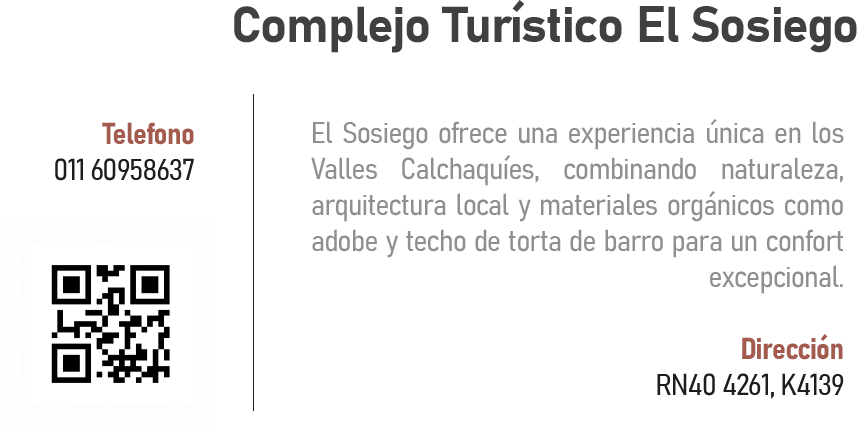 Complejo Turístico El Sosiego
Telefono
011 60958637
El Sosiego ofrece una experiencia única en los
Valles Calchaquíes, combinando naturaleza,
arquitectura local y materiales orgánicos como
adobe y techo de torta de barro para un confort
excepcional.
Dirección
RN40 4261, K4139